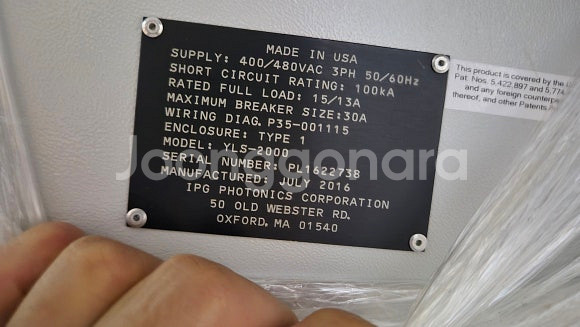 MADE IN USA
SUPPLY: 400/480VAC 3PH 50/60Hz
SHORT CIRCUIT RATING: 100kA
RATED FULL LOAD: 15/13A
MAXIMUM BREAKER SIZE:30A
WIRING DIAG. P35-001115
ENCLOSURE: TYPE 1
MODEL: YLS-2000
SERIAL NUMBER: PL1622738
MANUFACTURED: JULY 2016
IPG PHOTONICS CORPORATION
50 OLD WEBSTER RD.
OXFORD. MA 01540
This product is covered by the
Pat. Nos. 5,422,897 and 5,774
and any foreign
thereof, and other Patents
Joonggonara